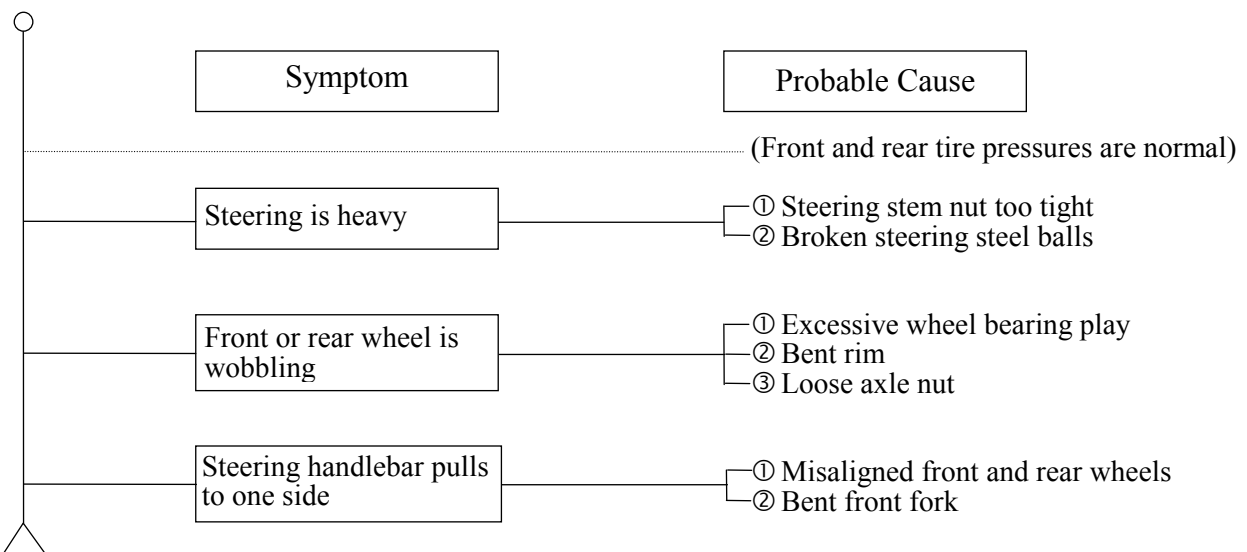 Symptom
Probable Cause
(Front and rear tire pressures are normal)
Steering is heavy
① Steering stem nut too tight
② Broken steering steel balls
Front or rear wheel is
wobbling
① Excessive wheel bearing play
② Bent rim
③ Loose axle nut
Steering handlebar pulls
to one side
① Misaligned front and rear wheels
② Bent front fork